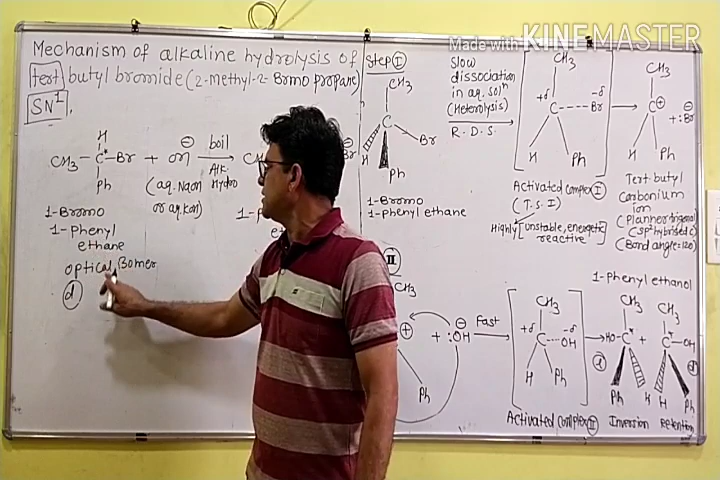 Made with KINEMASTER
Mechanism of alkaline hydrolysis of
tert butyl bromide (2-methyl-2-Bromo propane)
SN1.
H
CH3 - C* - Br + OH⊖ boil
Ph
(aq. NaOH
or aq. KOH)
Alk.
Hydro
CH
Br⊖
1-Bromo
1-Phenyl
ethane
optical Isomer
d
Step I
CH3
C
Br
H
Ph
1-Bromo
1-phenyl ethane
Slow
dissociation
in aq. solⁿ
(Heterolysis)
R.D.S.
CH3
+δ -δ
C----Br
H Ph
Activated complex I
(T.S.I)
Highly [unstable, energetic
reactive]
CH3
C⊕ + :Br⊖
H Ph
Tert butyl
Carbonium
ion
(Planner trigonal)
(sp² hybrised C)
(Bond angle=120
II
CH3
⊕ + :OH⊖
Ph
Fast
CH3
+δ -δ
C---OH
H Ph
Activated complex II
1-phenyl ethanol
CH3 CH3
HO-C* + C-OH
l d
Ph H H Ph
Inversion Retention